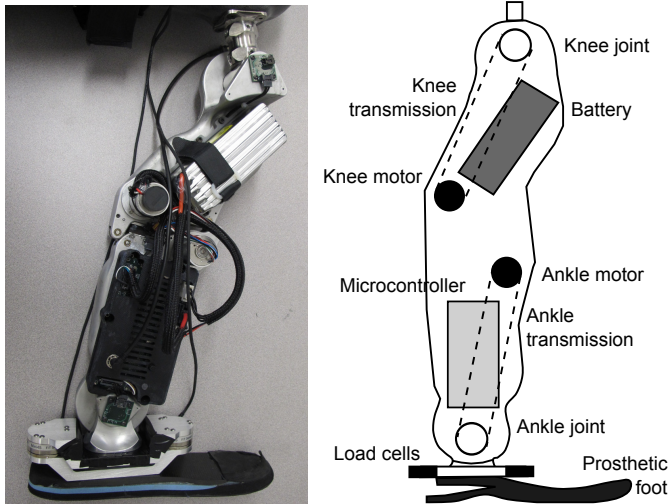 Knee joint
Knee
transmission
Battery
Knee motor
Ankle motor
Microcontroller
Ankle
transmission
Ankle joint
Load cells
Prosthetic
foot